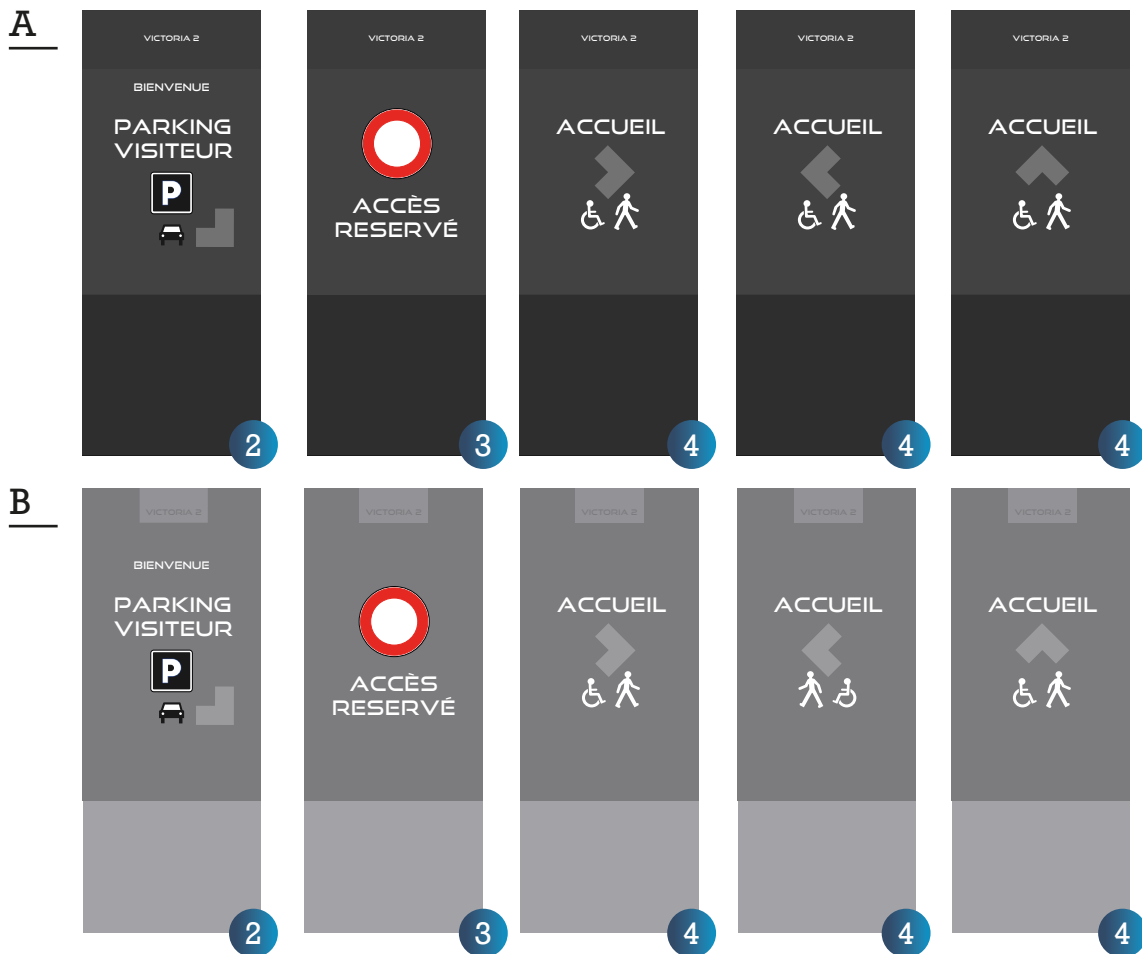 A
VICTORIA 2
BIENVENUE
PARKING
VISITEUR
P
2
VICTORIA 2
ACCÈS
RESERVÉ
3
VICTORIA 2
ACCUEIL
4
VICTORIA 2
ACCUEIL
4
VICTORIA 2
ACCUEIL
4
B
VICTORIA 2
BIENVENUE
PARKING
VISITEUR
P
2
VICTORIA 2
ACCÈS
RESERVÉ
3
VICTORIA 2
ACCUEIL
4
VICTORIA 2
ACCUEIL
4
VICTORIA 2
ACCUEIL
4